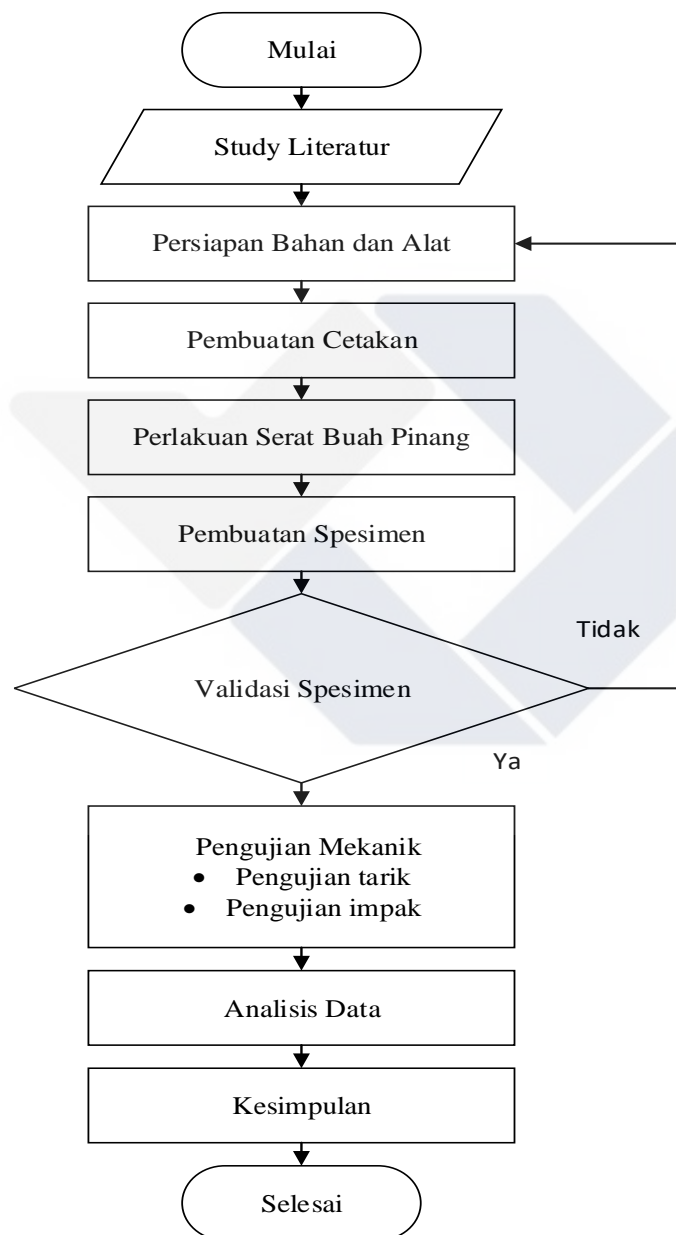 Mulai
Study Literatur
Persiapan Bahan dan Alat
Pembuatan Cetakan
Perlakuan Serat Buah Pinang
Pembuatan Spesimen
Tidak
Validasi Spesimen
Ya
Pengujian Mekanik
• Pengujian tarik
• Pengujian impak
Analisis Data
Kesimpulan
Selesai